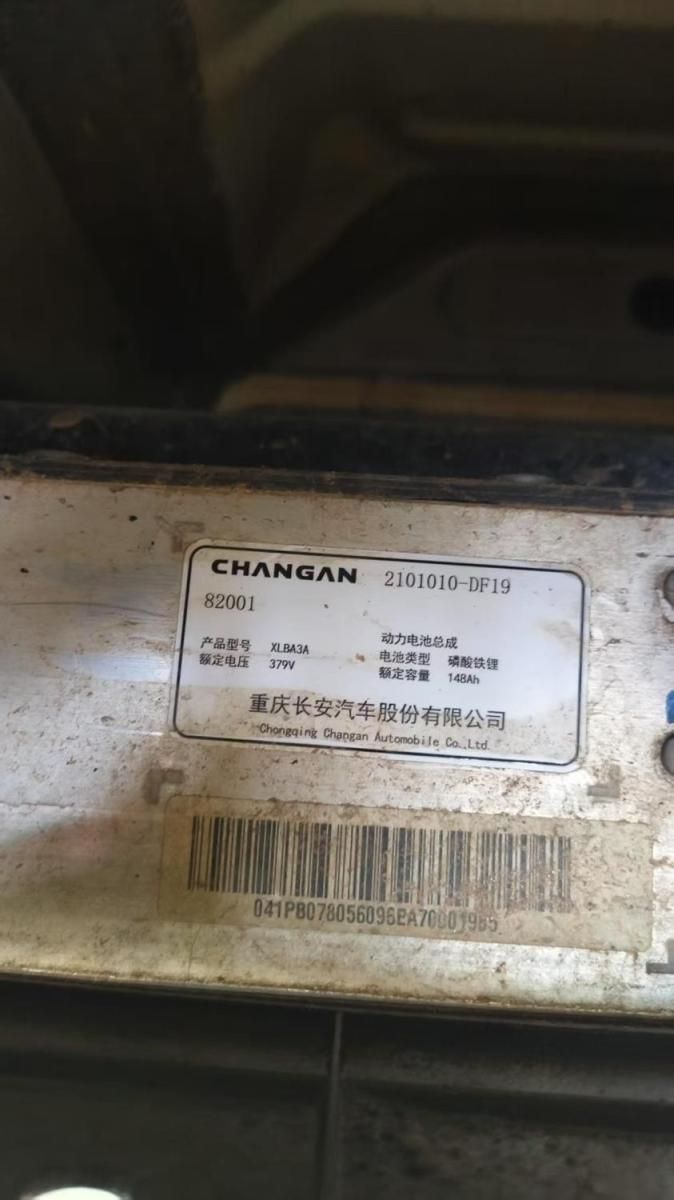 CHANGAN 2101010-DF19
82001
产品型号 XLBA3A 动力电池总成
额定电压 379V 电池类型 磷酸铁锂
额定容量 148Ah
重庆长安汽车股份有限公司
Chongqing Changan Automobile Co.,Ltd.
041PB078056096EA70001985